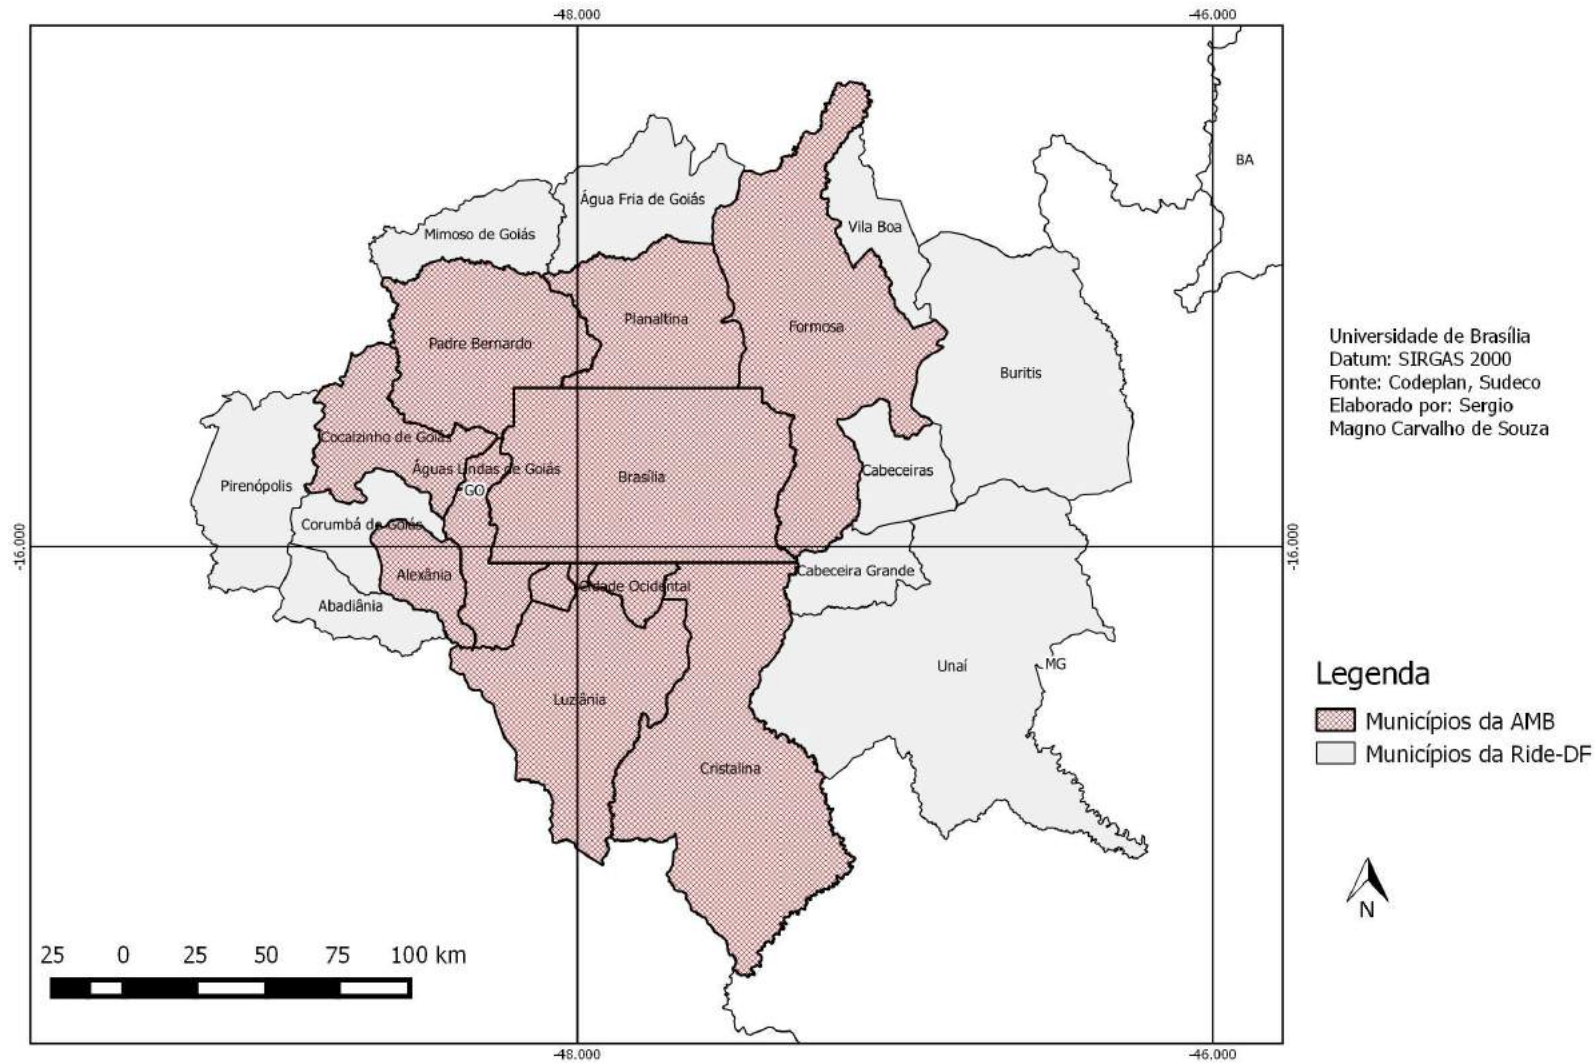 -48.000
-46.000
BA
Água Fria de Goiás
Mimoso de Goiás
Vila Boa
Planaltina
Formosa
Padre Bernardo
Buritis
Universidade de Brasília
Datum: SIRGAS 2000
Fonte: Codeplan, Sudeco
Elaborado por: Sergio
Magno Carvalho de Souza
Cocalzinho de Goiás
Águas Lindas de Goiás
Cabeceiras
Brasília
Pirenópolis
GO
Corumbá de Goiás
-16.000
-16.000
Cabeceira Grande
Alexânia
Cidade Ocidental
Abadiânia
Unaí
MG
Legenda
Municípios da AMB
Municípios da Ride-DF
Luziânia
Cristalina
N
25 0 25 50 75 100 km
-48.000
-46.000